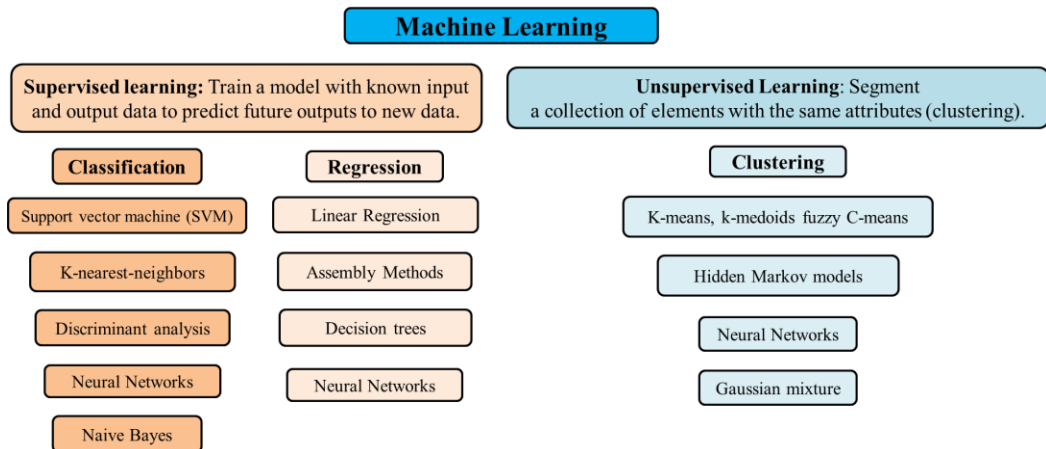 Machine Learning
Supervised learning: Train a model with known input
and output data to predict future outputs to new data.
Unsupervised Learning: Segment
a collection of elements with the same attributes (clustering).
Classification
Support vector machine (SVM)
K-nearest-neighbors
Discriminant analysis
Neural Networks
Naive Bayes
Regression
Linear Regression
Assembly Methods
Decision trees
Neural Networks
Clustering
K-means, k-medoids fuzzy C-means
Hidden Markov models
Neural Networks
Gaussian mixture